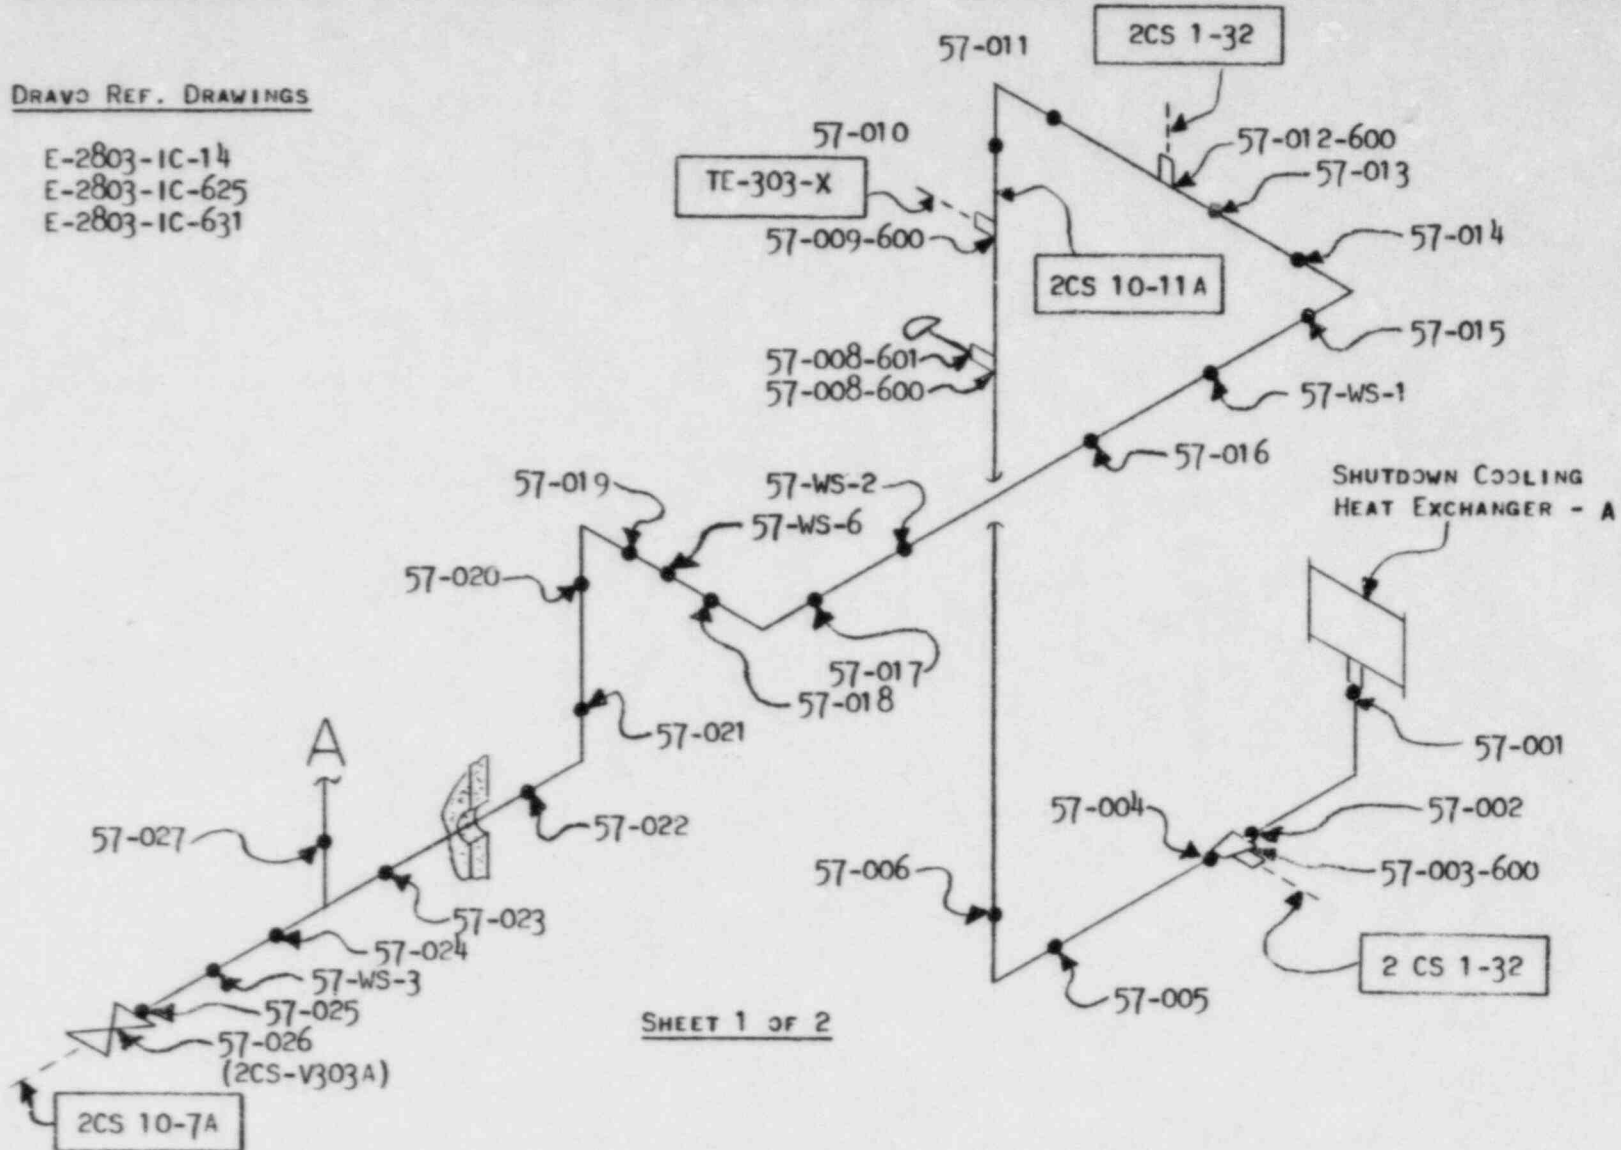 DRAVO REF. DRAWINGS
E-2803-IC-14
E-2803-IC-625
E-2803-IC-631
57-011
2CS 1-32
57-010
57-012-600
57-013
TE-303-X
57-009-600
57-014
2CS 10-11A
57-015
57-008-601
57-008-600
57-WS-1
57-016
57-019
57-WS-2
57-WS-6
SHUTDOWN COOLING
HEAT EXCHANGER - A
57-020
57-017
57-018
57-021
57-001
A
57-004
57-002
57-022
57-027
57-003-600
57-006
57-023
57-024
2 CS 1-32
57-WS-3
57-005
57-025
SHEET 1 OF 2
57-026
(2CS-V303A)
2CS 10-7A